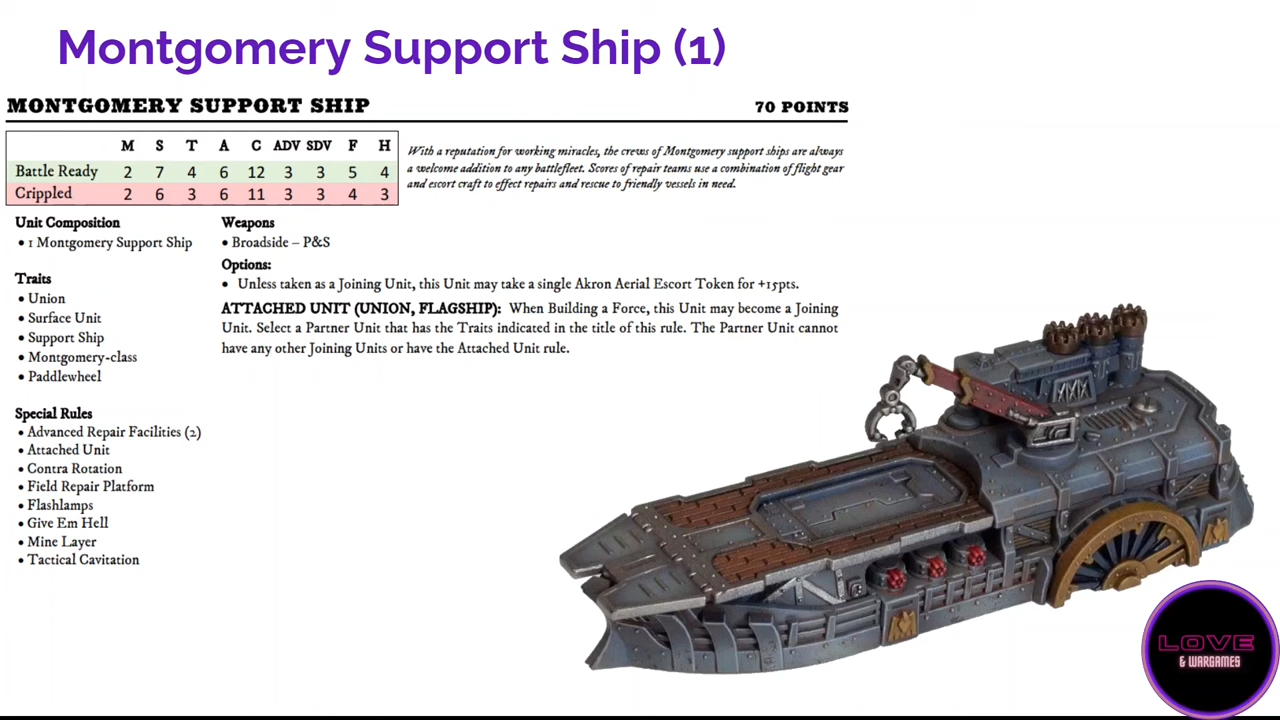 Montgomery Support Ship (1)
MONTGOMERY SUPPORT SHIP 70 POINTS
M S T A C ADV SDV F H
Battle Ready 2 7 4 6 12 3 3 5 4
Crippled 2 6 3 6 11 3 3 4 3
With a reputation for working miracles, the crews of Montgomery support ships are always
a welcome addition to any battlefleet. Scores of repair teams use a combination of flight gear
and escort craft to effect repairs and rescue to friendly vessels in need.
Unit Composition
• 1 Montgomery Support Ship
Traits
• Union
• Surface Unit
• Support Ship
• Montgomery-class
• Paddlewheel
Special Rules
• Advanced Repair Facilities (2)
• Attached Unit
• Contra Rotation
• Field Repair Platform
• Flashlamps
• Give Em Hell
• Mine Layer
• Tactical Cavitation
Weapons
• Broadside – P&S
Options:
• Unless taken as a Joining Unit, this Unit may take a single Akron Aerial Escort Token for +15pts.
ATTACHED UNIT (UNION, FLAGSHIP): When Building a Force, this Unit may become a Joining
Unit. Select a Partner Unit that has the Traits indicated in the title of this rule. The Partner Unit cannot
have any other Joining Units or have the Attached Unit rule.
LOVE
& WARGAMES